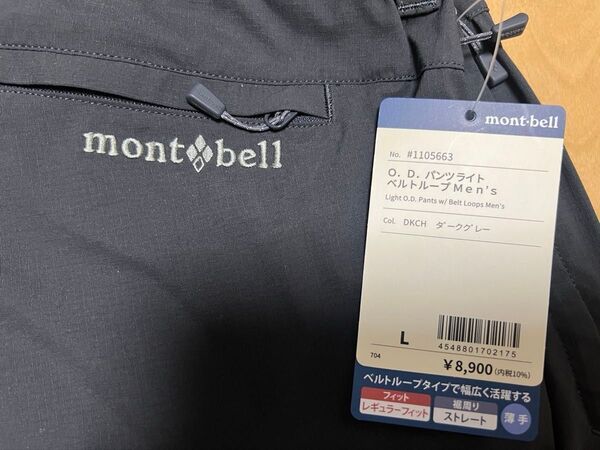 mont bell
mont-bell
No. #1105663
O. D. パンツライト
ベルトループMen's
Light O.D. Pants w/ Belt Loops Men's
Col. DKCH ダークグレー
L
4548801702175
704
¥8,900(内税10%)
ベルトループタイプで幅広く活躍する
フィット
レギュラーフィット
裾周り
ストレート
薄手